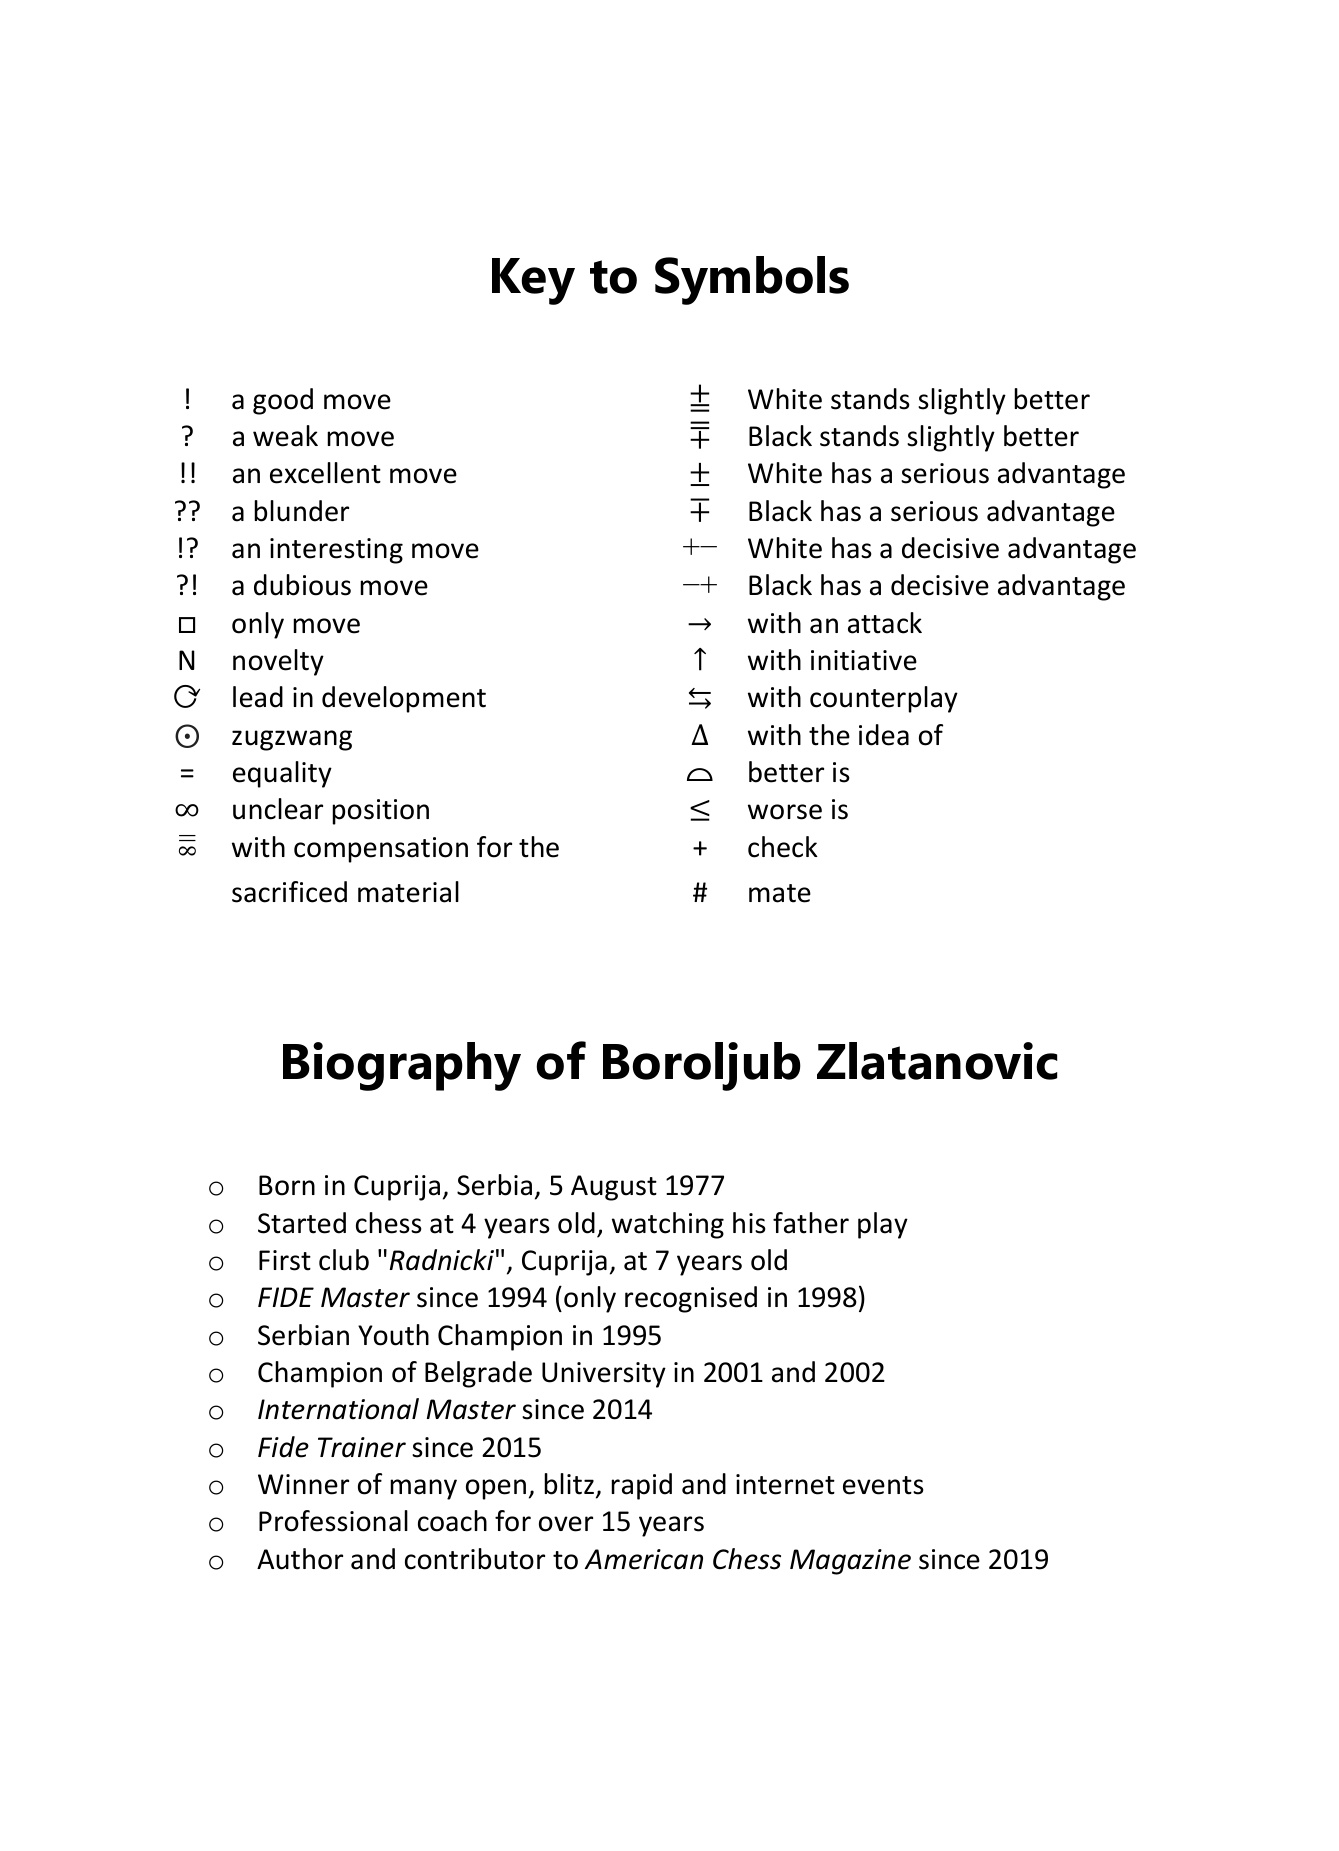 Key to Symbols
! a good move
? a weak move
!! an excellent move
?? a blunder
!? an interesting move
?! a dubious move
□ only move
N novelty
⟳ lead in development
⊙ zugzwang
= equality
∞ unclear position
⩲ White stands slightly better
⩱ Black stands slightly better
± White has a serious advantage
∓ Black has a serious advantage
+− White has a decisive advantage
−+ Black has a decisive advantage
→ with an attack
↑ with initiative
⇆ with counterplay
Δ with the idea of
⌓ better is
≤ worse is
=∞ with compensation for the
sacrificed material
+ check
# mate
Biography of Boroljub Zlatanovic
○ Born in Cuprija, Serbia, 5 August 1977
○ Started chess at 4 years old, watching his father play
○ First club "Radnicki", Cuprija, at 7 years old
○ FIDE Master since 1994 (only recognised in 1998)
○ Serbian Youth Champion in 1995
○ Champion of Belgrade University in 2001 and 2002
○ International Master since 2014
○ Fide Trainer since 2015
○ Winner of many open, blitz, rapid and internet events
○ Professional coach for over 15 years
○ Author and contributor to American Chess Magazine since 2019